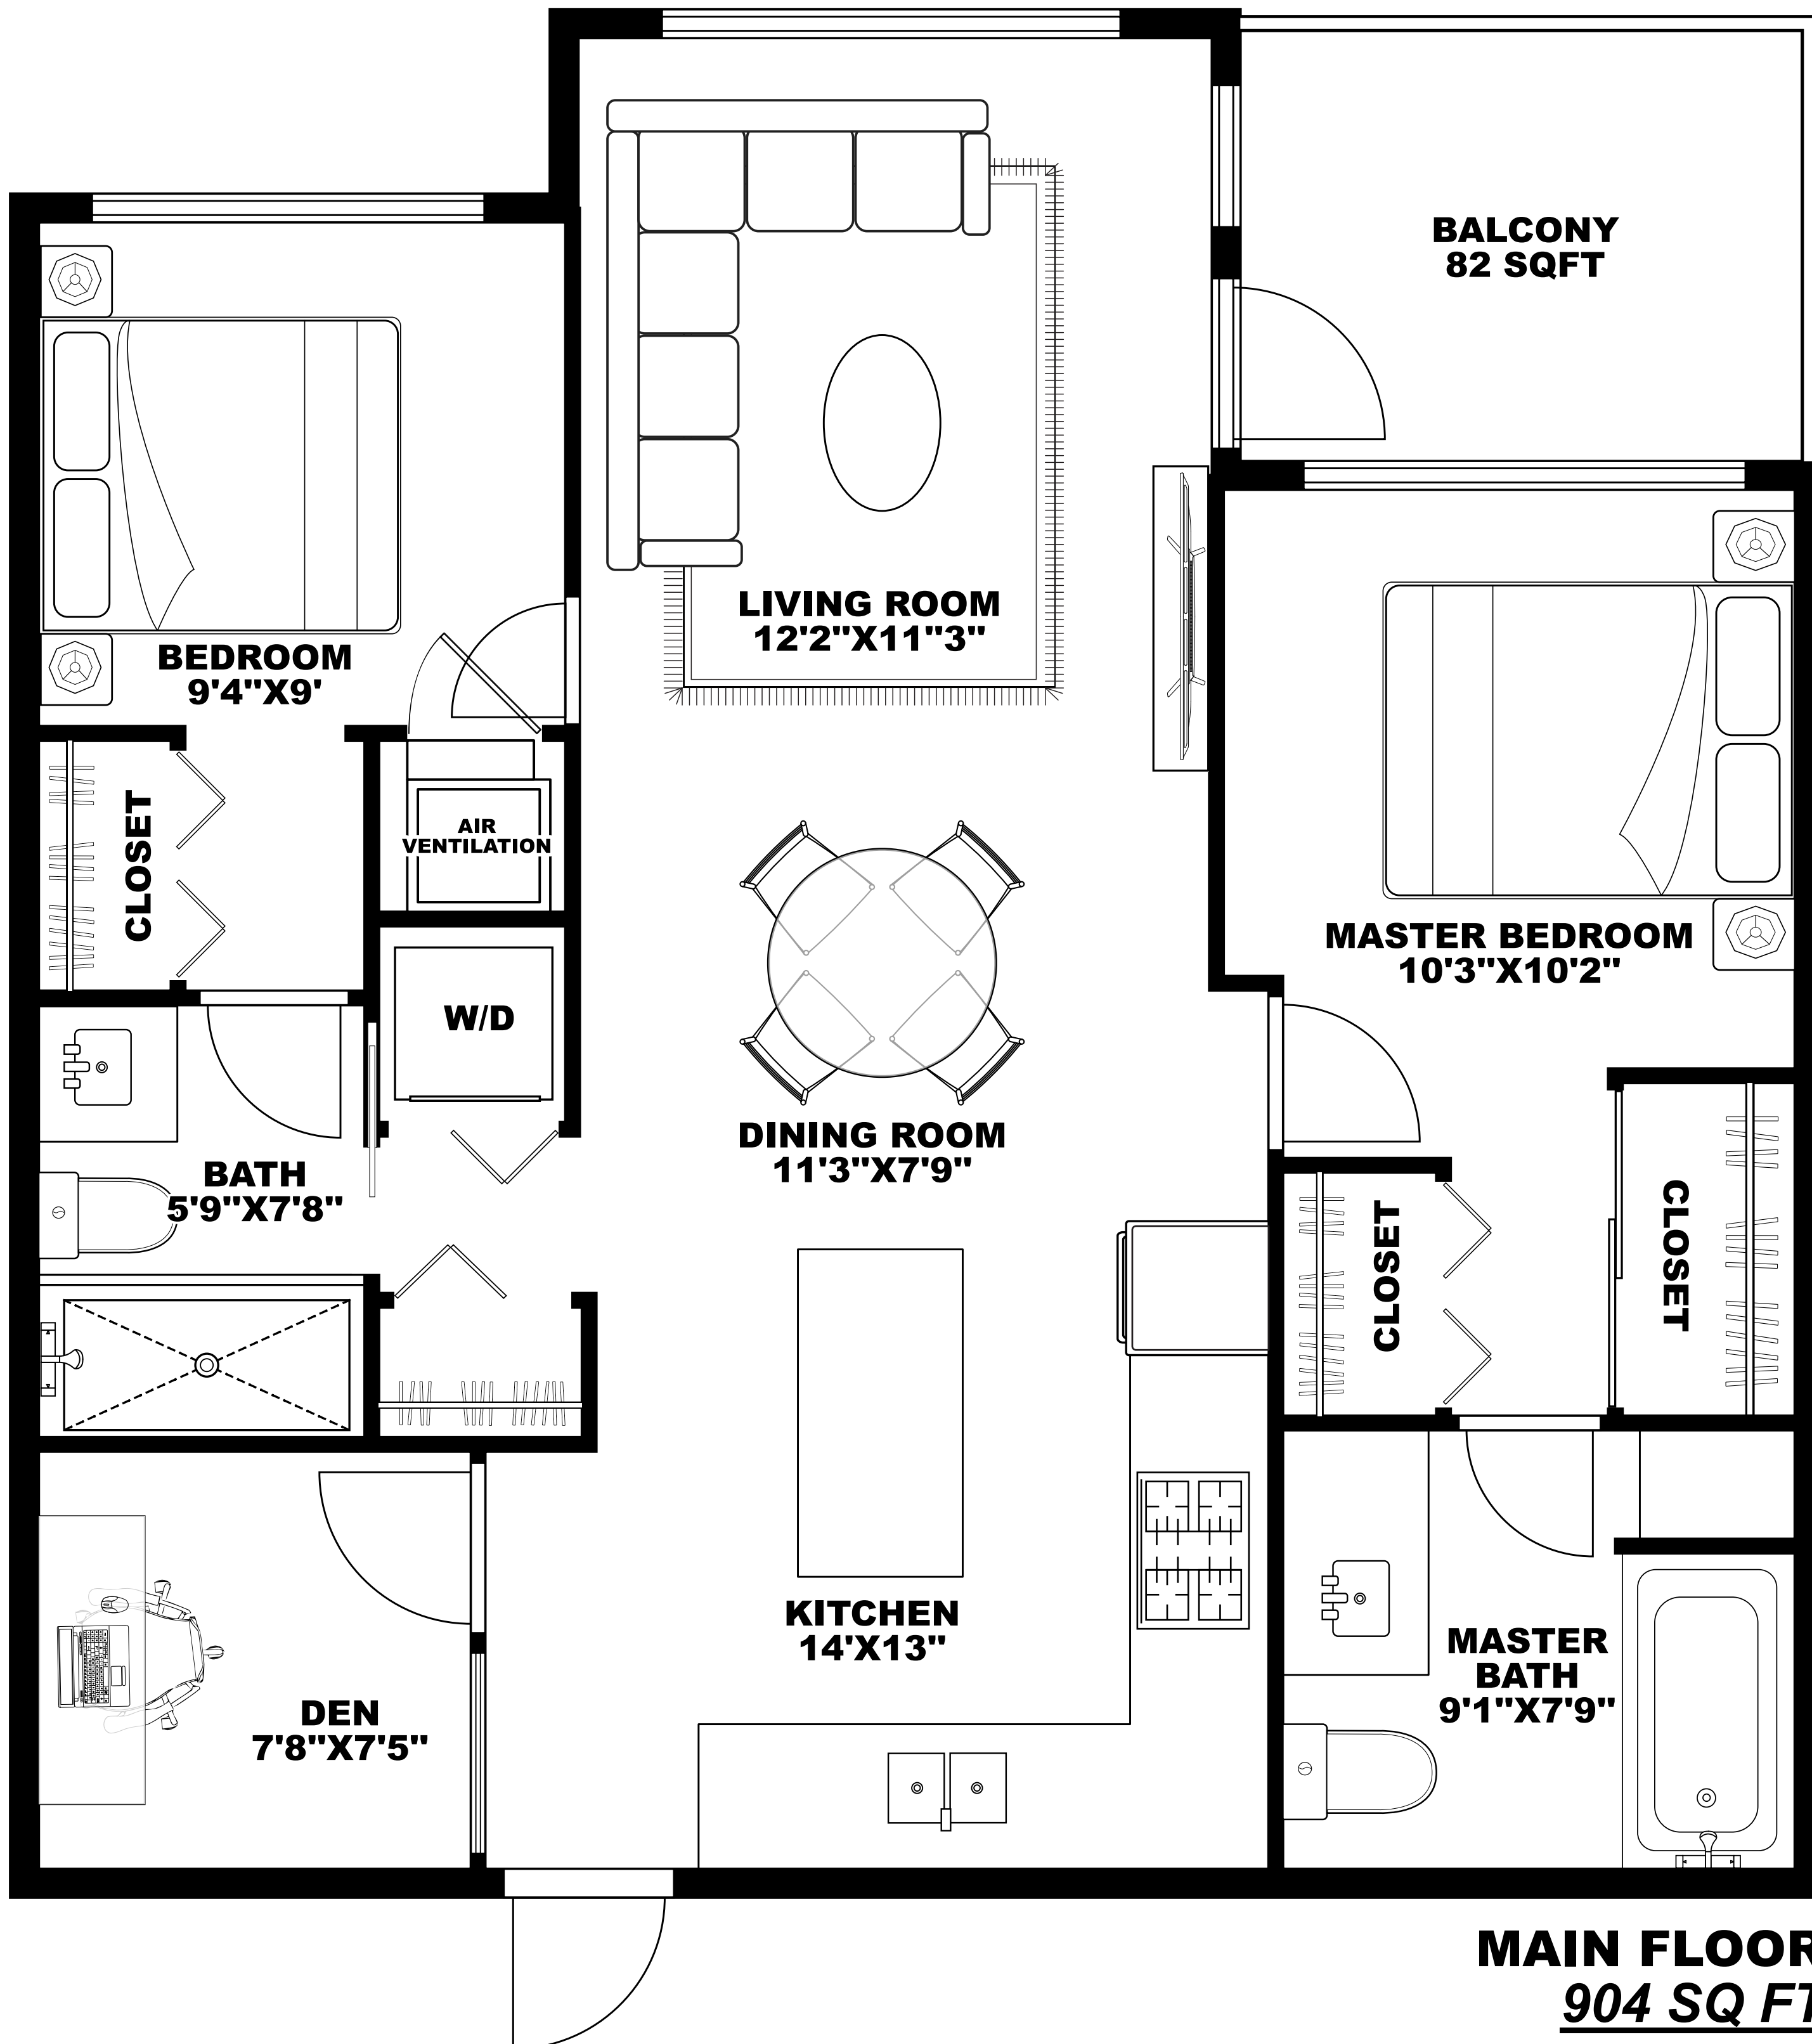 BALCONY
82 SQFT
LIVING ROOM
12'2"X11"3"
BEDROOM
9'4"X9'
CLOSET
AIR
VENTILATION
MASTER BEDROOM
10'3"X10'2"
W/D
DINING ROOM
11'3"X7'9"
BATH
5'9"X7'8"
CLOSET
CLOSET
KITCHEN
14'X13"
MASTER
BATH
9'1"X7'9"
DEN
7'8"X7'5"
MAIN FLOOR
904 SQ FT